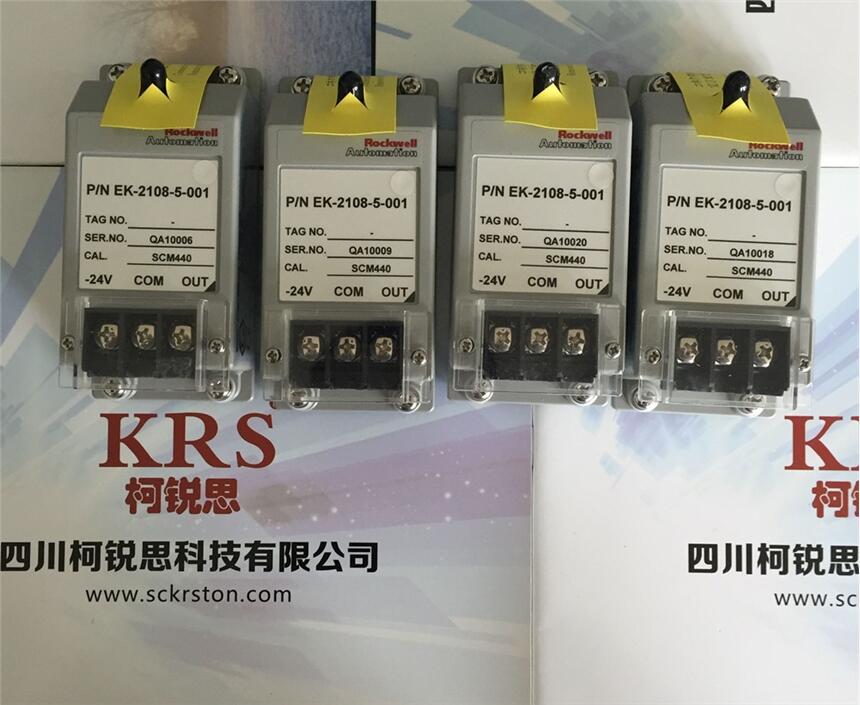 Rockwell
Automation
P/N EK-2108-5-001
TAG NO. -
SER.NO. QA10006
CAL. SCM440
-24V COM OUT
Rockwell
Automation
P/N EK-2108-5-001
TAG NO. -
SER.NO. QA10009
CAL. SCM440
-24V COM OUT
Rockwell
Automation
P/N EK-2108-5-001
TAG NO. -
SER.NO. QA10020
CAL. SCM440
-24V COM OUT
Rockwell
Automation
P/N EK-2108-5-001
TAG NO. -
SER.NO. QA10018
CAL. SCM440
-24V COM OUT
KRS
柯锐思
四川柯锐思科技有限公司
www.sckrston.com
K
柯锐
四川柯锐思
www.s